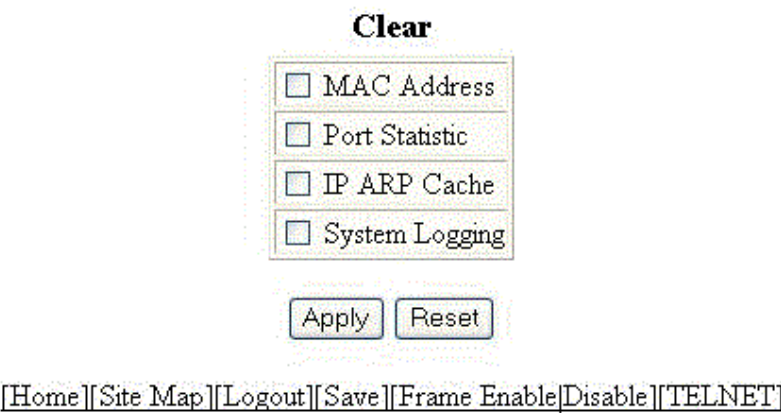 Clear
MAC Address
Port Statistic
IP ARP Cache
System Logging
Apply Reset
[Home][Site Map][Logout][Save][Frame Enable|Disable][TELNET]